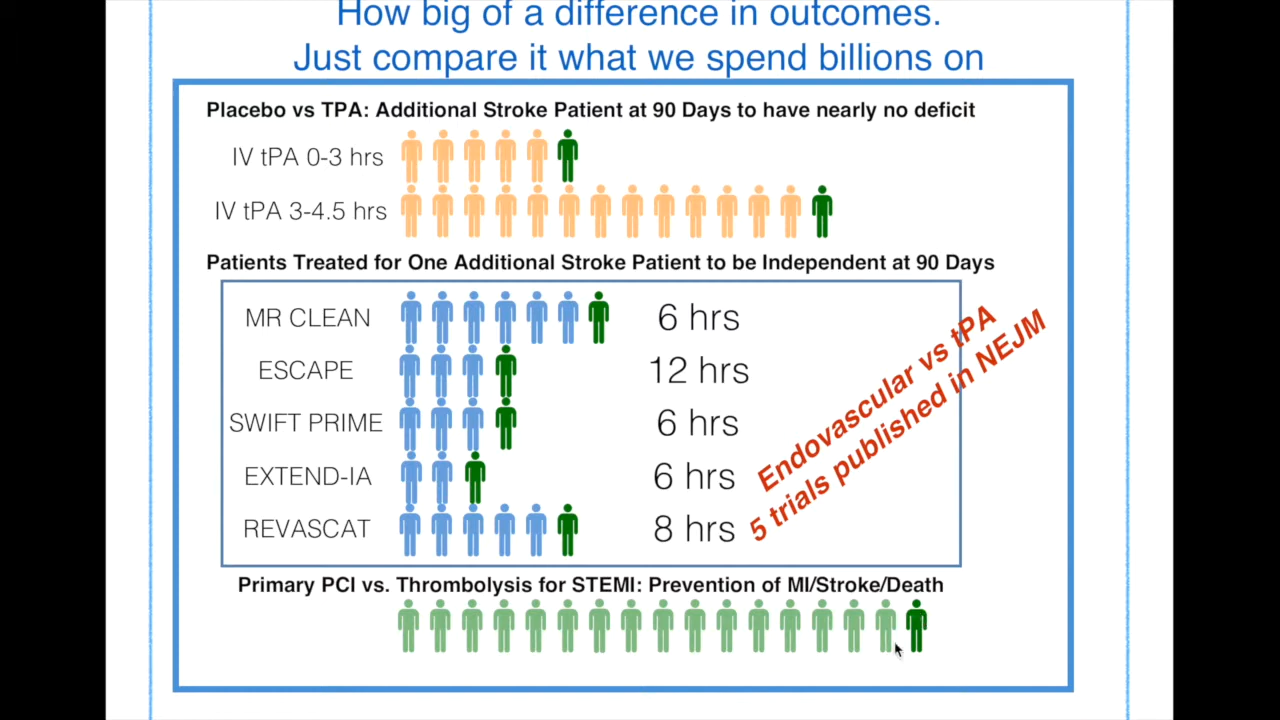 How big of a difference in outcomes.
Just compare it what we spend billions on
Placebo vs TPA: Additional Stroke Patient at 90 Days to have nearly no deficit
IV tPA 0-3 hrs
IV tPA 3-4.5 hrs
Patients Treated for One Additional Stroke Patient to be Independent at 90 Days
MR CLEAN 6 hrs
ESCAPE 12 hrs
SWIFT PRIME 6 hrs
EXTEND-IA 6 hrs
REVASCAT 8 hrs
Endovascular vs tPA
5 trials published in NEJM
Primary PCI vs. Thrombolysis for STEMI: Prevention of MI/Stroke/Death